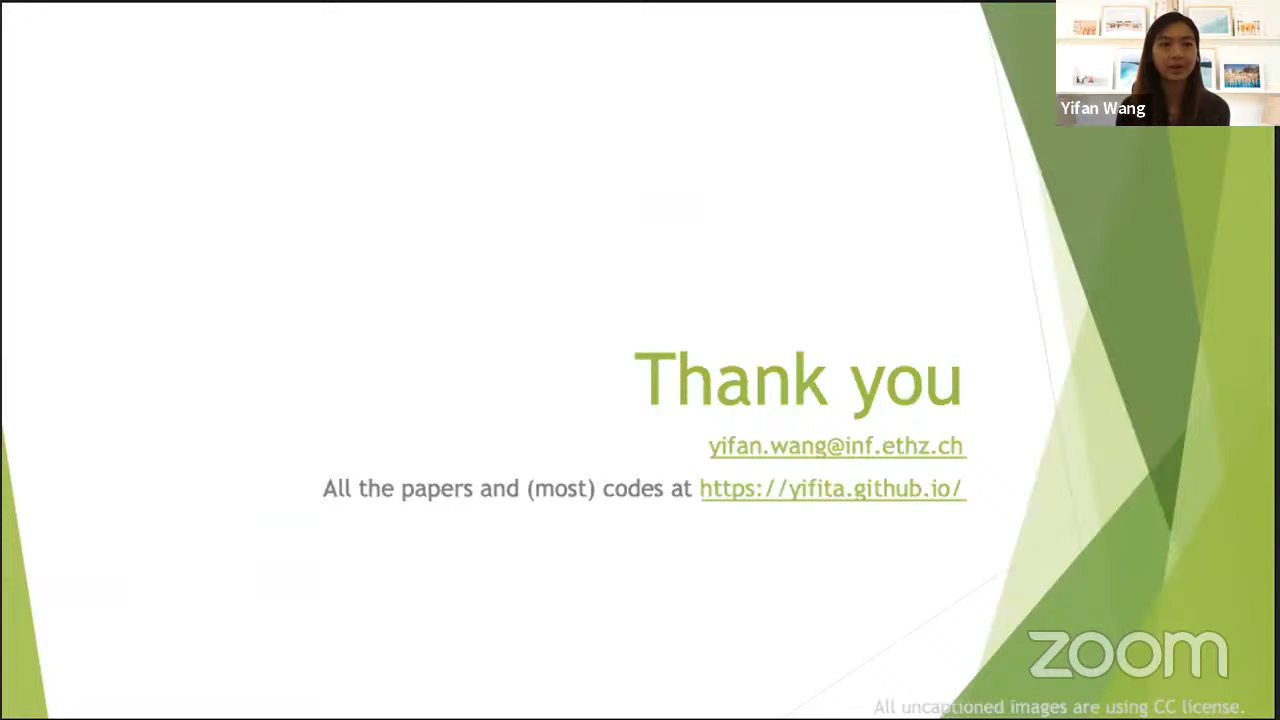 Yifan Wang
Thank you
yifan.wang@inf.ethz.ch
All the papers and (most) codes at https://yifita.github.io/
zoom
All uncaptioned images are using CC license.